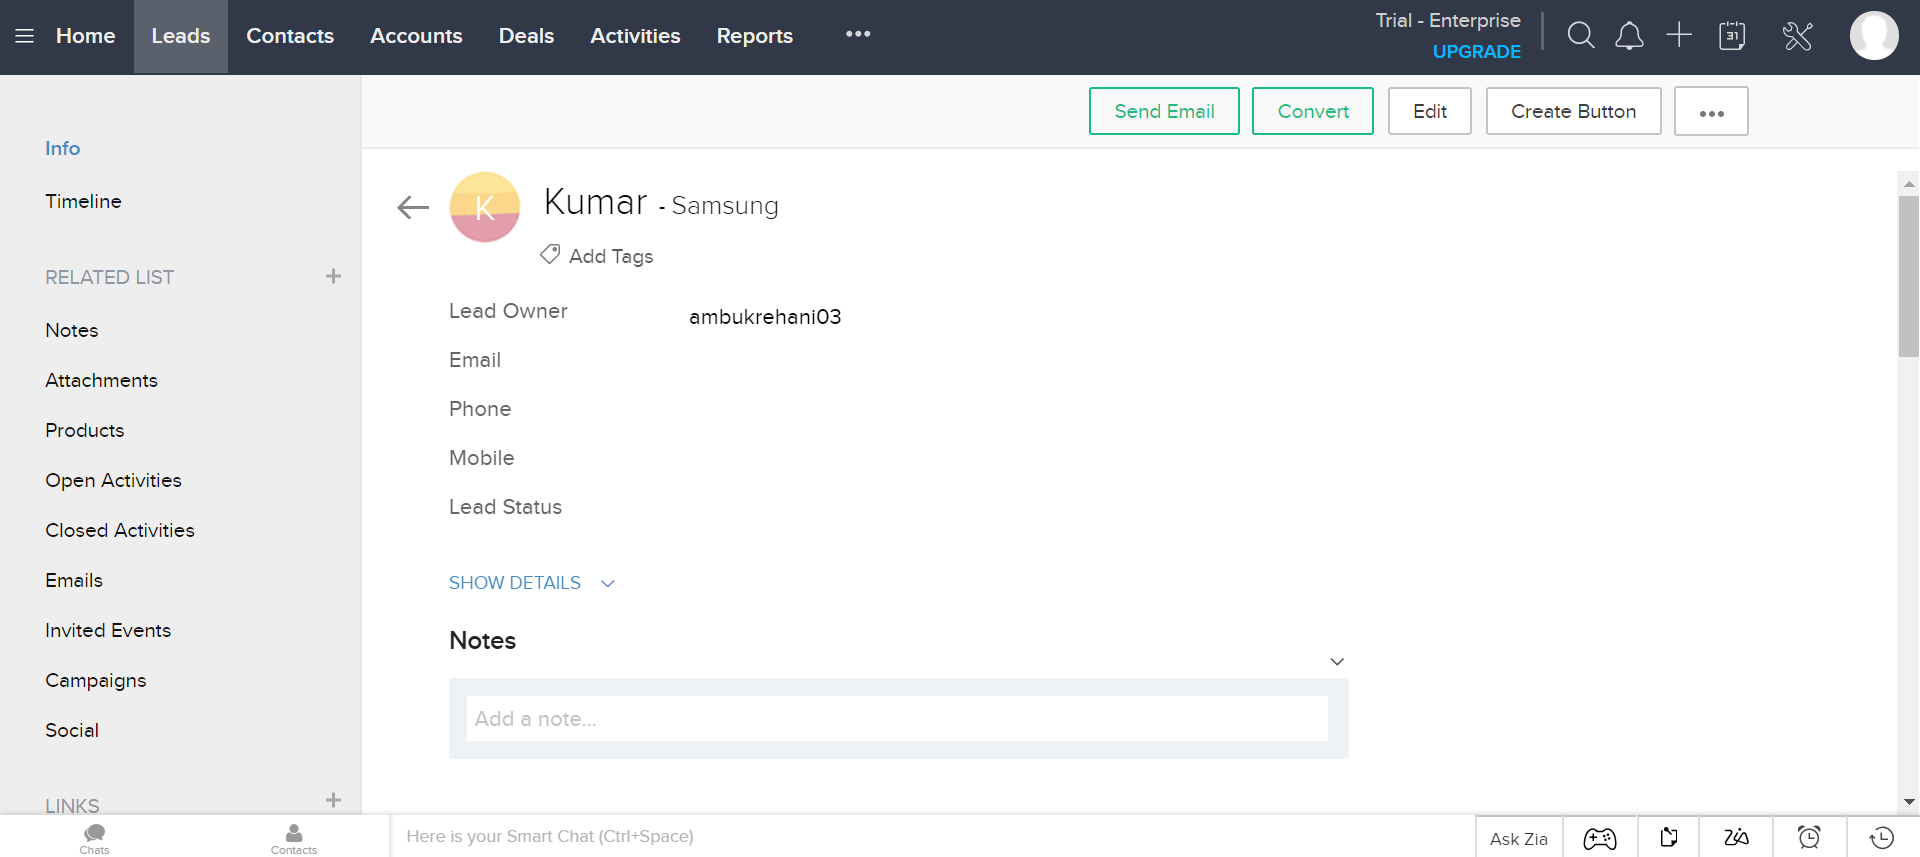 Home Leads Contacts Accounts Deals Activities Reports ••• Trial - Enterprise
UPGRADE
31
Send Email Convert Edit Create Button •••
Info
Timeline
RELATED LIST +
Notes
Attachments
Products
Open Activities
Closed Activities
Emails
Invited Events
Campaigns
Social
LINKS +
K Kumar - Samsung
Add Tags
Lead Owner ambukrehani03
Email
Phone
Mobile
Lead Status
SHOW DETAILS
Notes
Add a note...
Chats Contacts Here is your Smart Chat (Ctrl+Space) Ask Zia